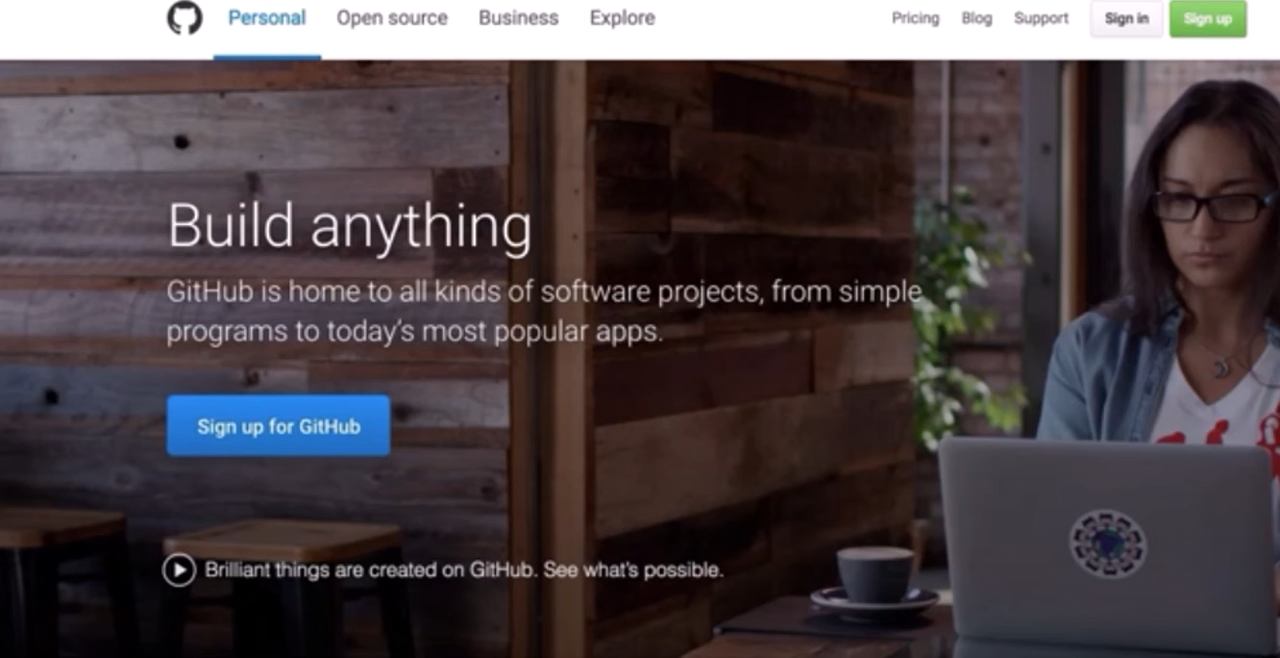 Personal Open source Business Explore Pricing Blog Support Sign in Sign up
Build anything
GitHub is home to all kinds of software projects, from simple
programs to today's most popular apps.
Sign up for GitHub
Brilliant things are created on GitHub. See what's possible.